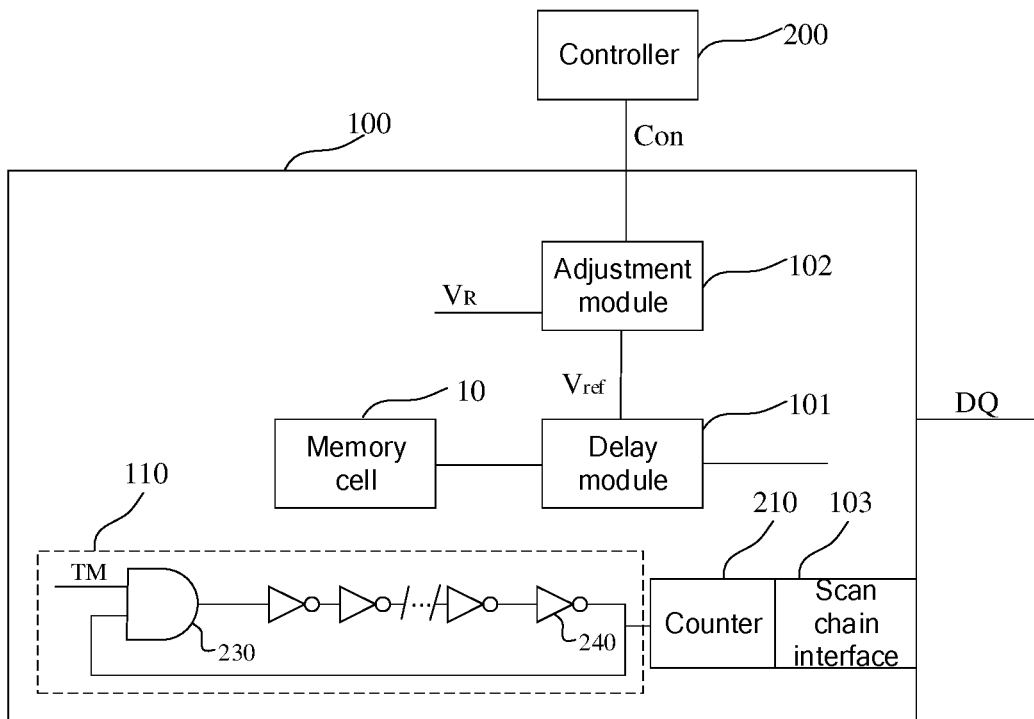 Controller
200
100
Con
Adjustment
module
102
VR
Vref
10
101
DQ
Memory
cell
Delay
module
110
210
103
TM
...
230
240
Counter
Scan
chain
interface